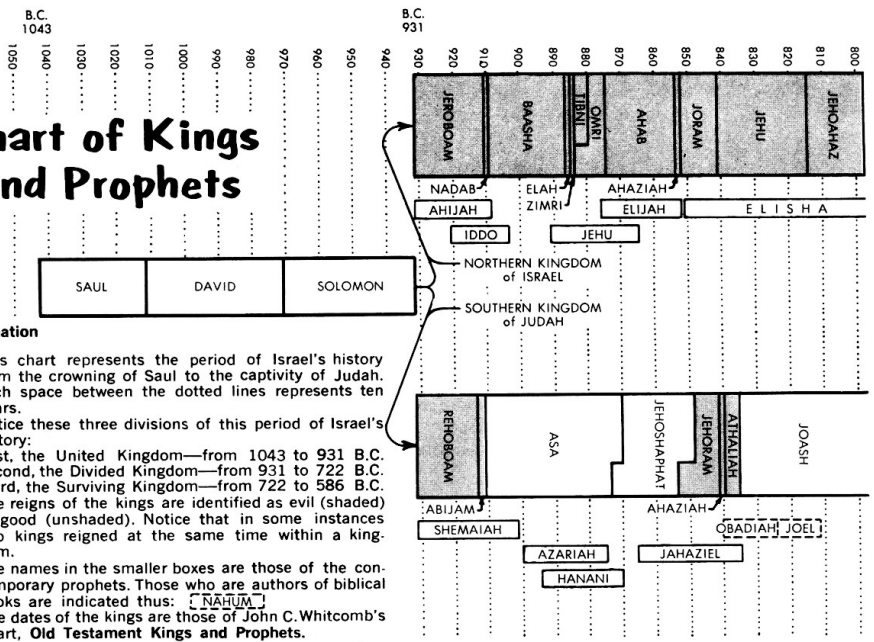 B.C.
1043
B.C.
931
1050 1040 1030 1020 1010 1000 990 980 970 960 950 940 930 920 910 900 890 880 870 860 850 840 830 820 810 800
hart of Kings
nd Prophets
JEROBOAM
BAASHA
TIBNI
OMRI
AHAB
JORAM
JEHU
JEHOAHAZ
NADAB
ELAH
ZIMRI
AHAZIAH
AHIJAH
ELIJAH
ELISHA
IDDO
JEHU
NORTHERN KINGDOM
of ISRAEL
SAUL
DAVID
SOLOMON
SOUTHERN KINGDOM
of JUDAH
ation
s chart represents the period of Israel's history
m the crowning of Saul to the captivity of Judah.
ch space between the dotted lines represents ten
ars.
tice these three divisions of this period of Israel's
tory:
st, the United Kingdom—from 1043 to 931 B.C.
cond, the Divided Kingdom—from 931 to 722 B.C.
rd, the Surviving Kingdom—from 722 to 586 B.C.
e reigns of the kings are identified as evil (shaded)
good (unshaded). Notice that in some instances
o kings reigned at the same time within a king-
m.
e names in the smaller boxes are those of the con-
mporary prophets. Those who are authors of biblical
oks are indicated thus: NAHUM
e dates of the kings are those of John C. Whitcomb's
art, Old Testament Kings and Prophets.
REHOBOAM
ASA
JEHOSHAPHAT
JEHORAM
ATHALIAH
JOASH
ABIJAM
AHAZIAH
SHEMAIAH
OBADIAH
JOEL
AZARIAH
JAHAZIEL
HANANI